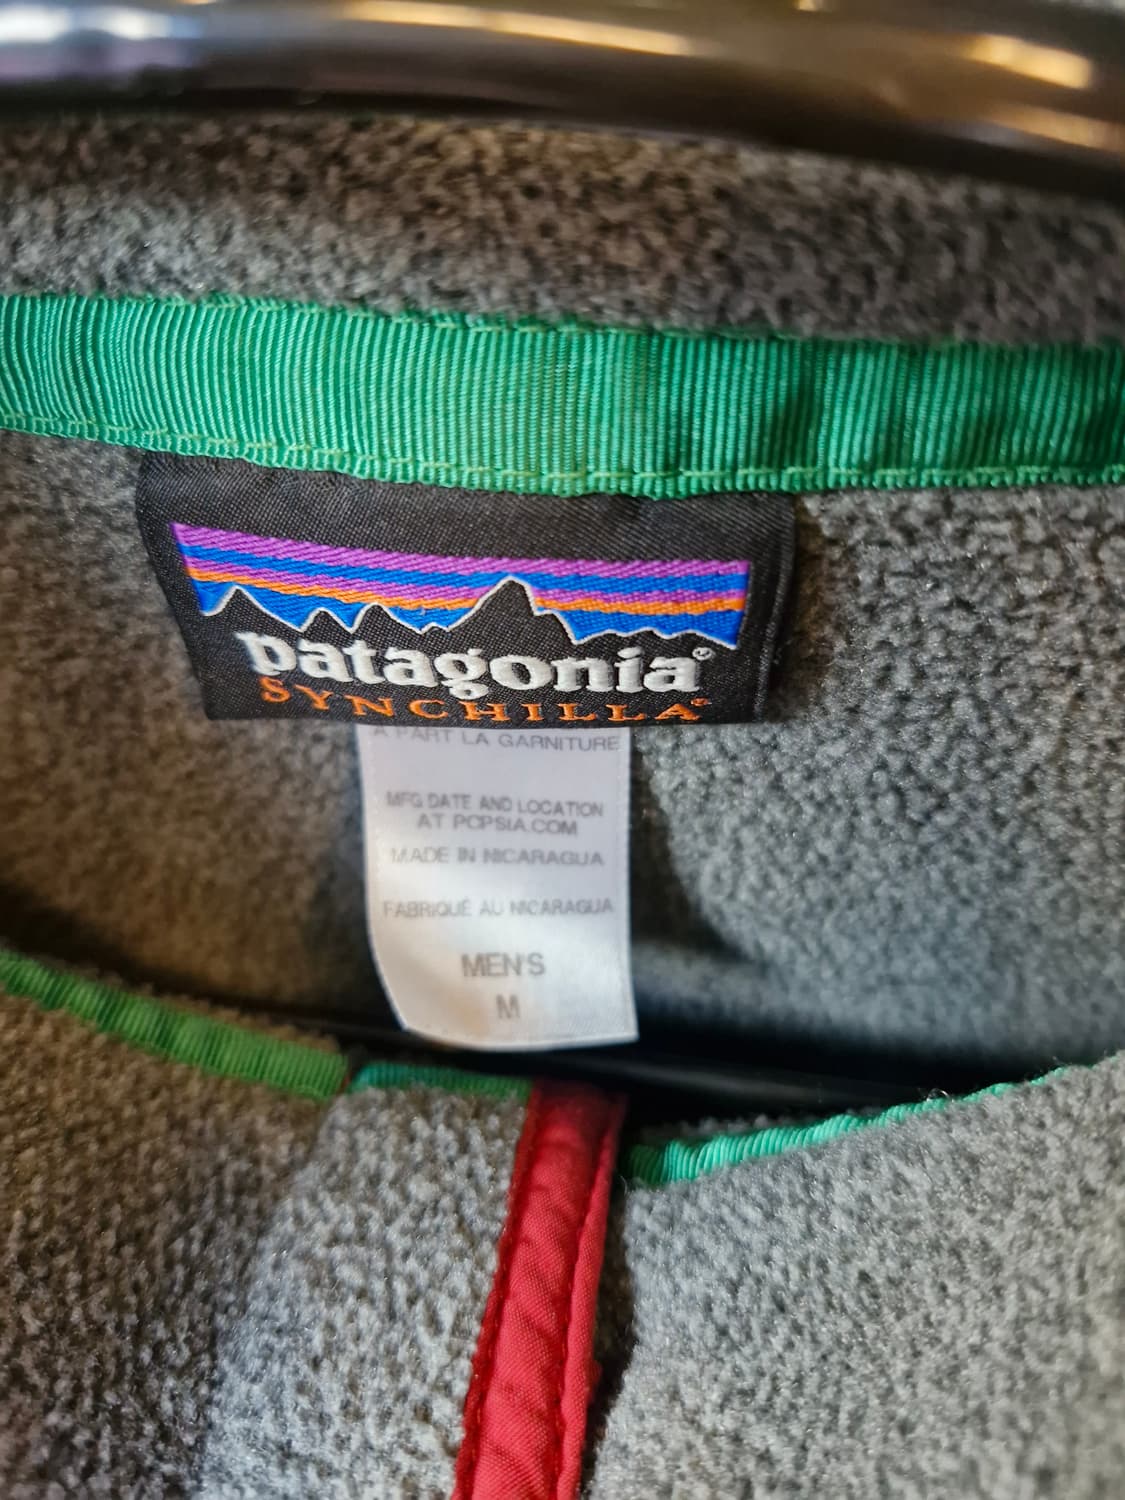 patagonia®
SYNCHILLA®
À PART LA GARNITURE
MFG DATE AND LOCATION
AT PCPSIA.COM
MADE IN NICARAGUA
FABRIQUÉ AU NICARAGUA
MEN'S
M